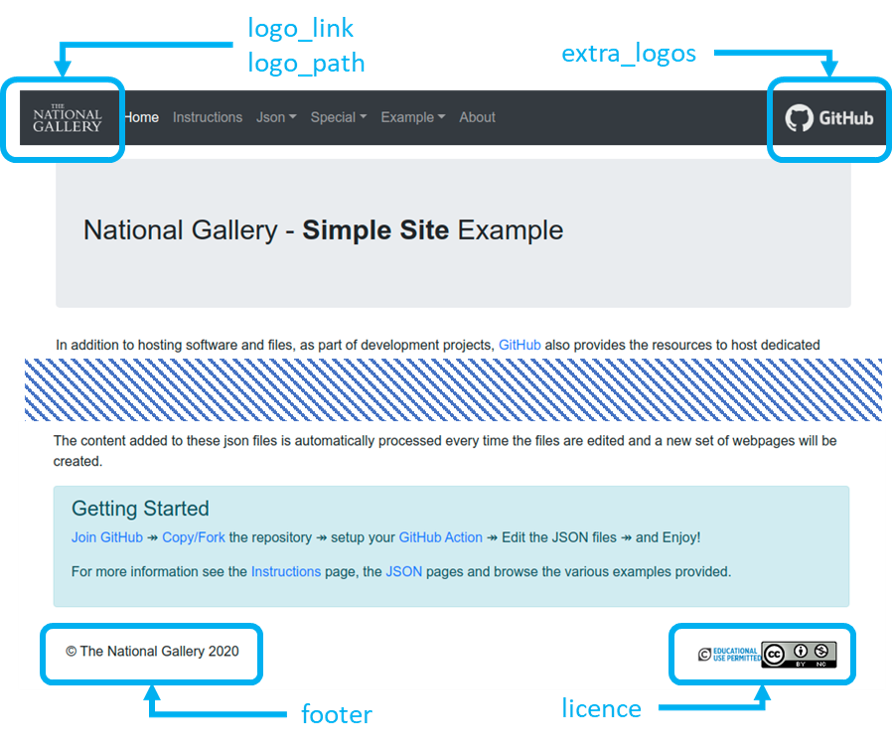 logo_link
logo_path
extra_logos
THE
NATIONAL
GALLERY
Home Instructions Json Special Example About
GitHub
National Gallery - Simple Site Example
In addition to hosting software and files, as part of development projects, GitHub also provides the resources to host dedicated
The content added to these json files is automatically processed every time the files are edited and a new set of webpages will be
created.
Getting Started
Join GitHub ↠ Copy/Fork the repository ↠ setup your GitHub Action ↠ Edit the JSON files ↠ and Enjoy!
For more information see the Instructions page, the JSON pages and browse the various examples provided.
© The National Gallery 2020
EDUCATIONAL
USE PERMITTED
cc
BY NC
footer
licence